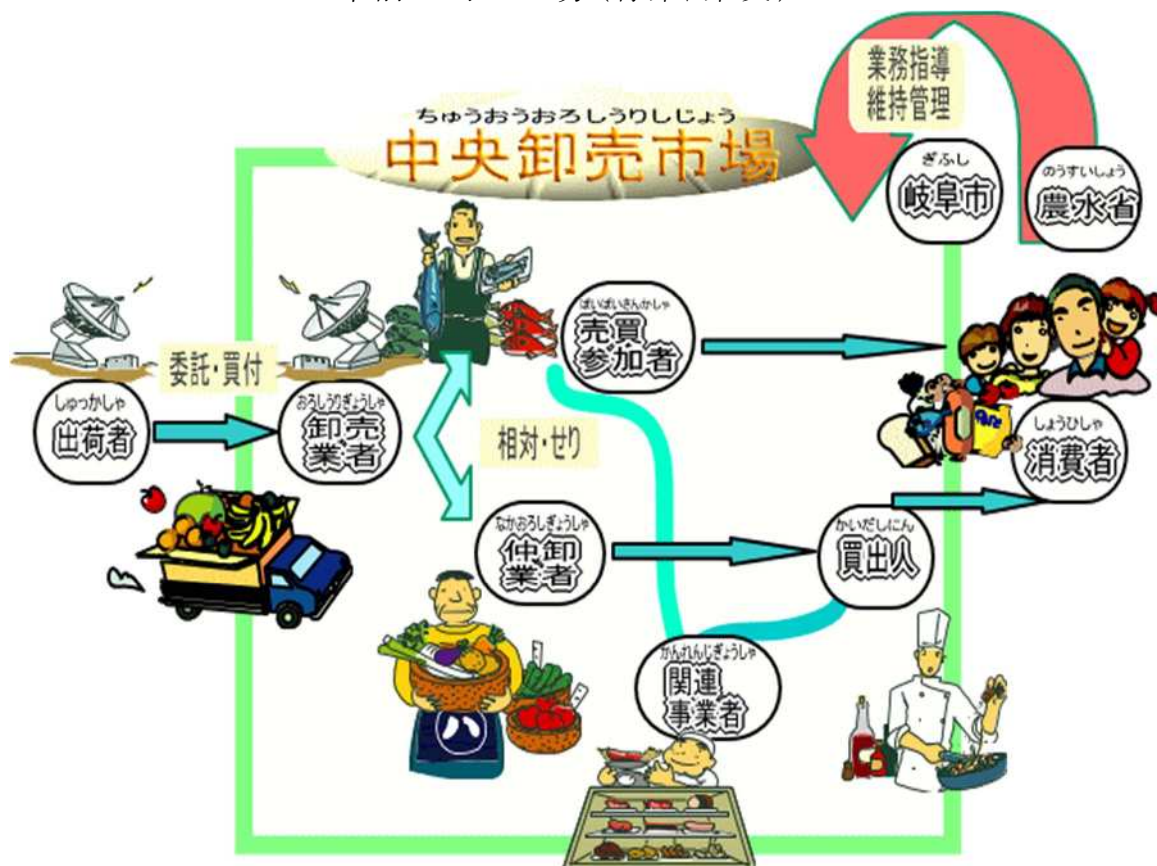 業務指導
維持管理
ちゅうおうおろしうりしじょう
中央卸売市場
ぎふし
岐阜市
のうすいしょう
農水省
ばいばいさんかしゃ
売買
参加者
委託・買付
しゅっかしゃ
出荷者
おろしうりぎょうしゃ
卸売
業者
相対・せり
しょうひしゃ
消費者
なかおろしぎょうしゃ
仲卸
業者
かいだしにん
買出人
かんれんじぎょうしゃ
関連
事業者